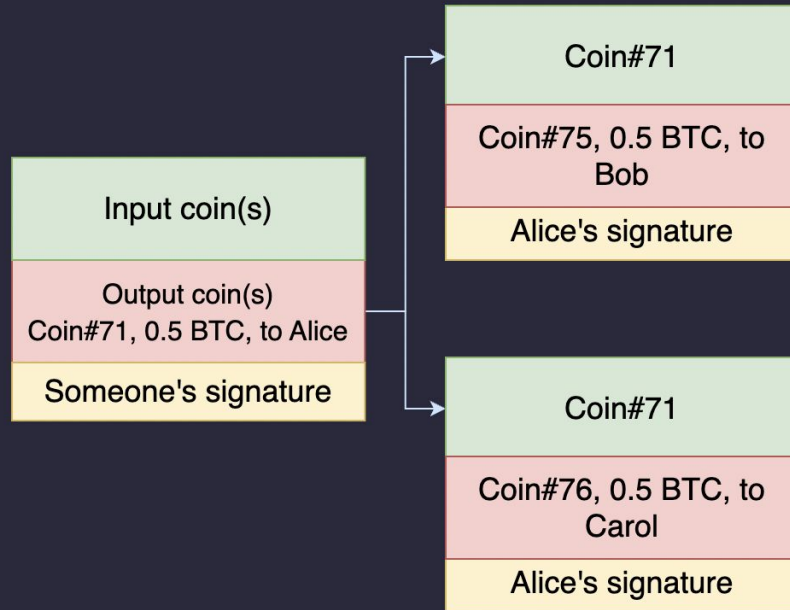 Input coin(s)
Output coin(s)
Coin#71, 0.5 BTC, to Alice
Someone's signature
Coin#71
Coin#75, 0.5 BTC, to
Bob
Alice's signature
Coin#71
Coin#76, 0.5 BTC, to
Carol
Alice's signature